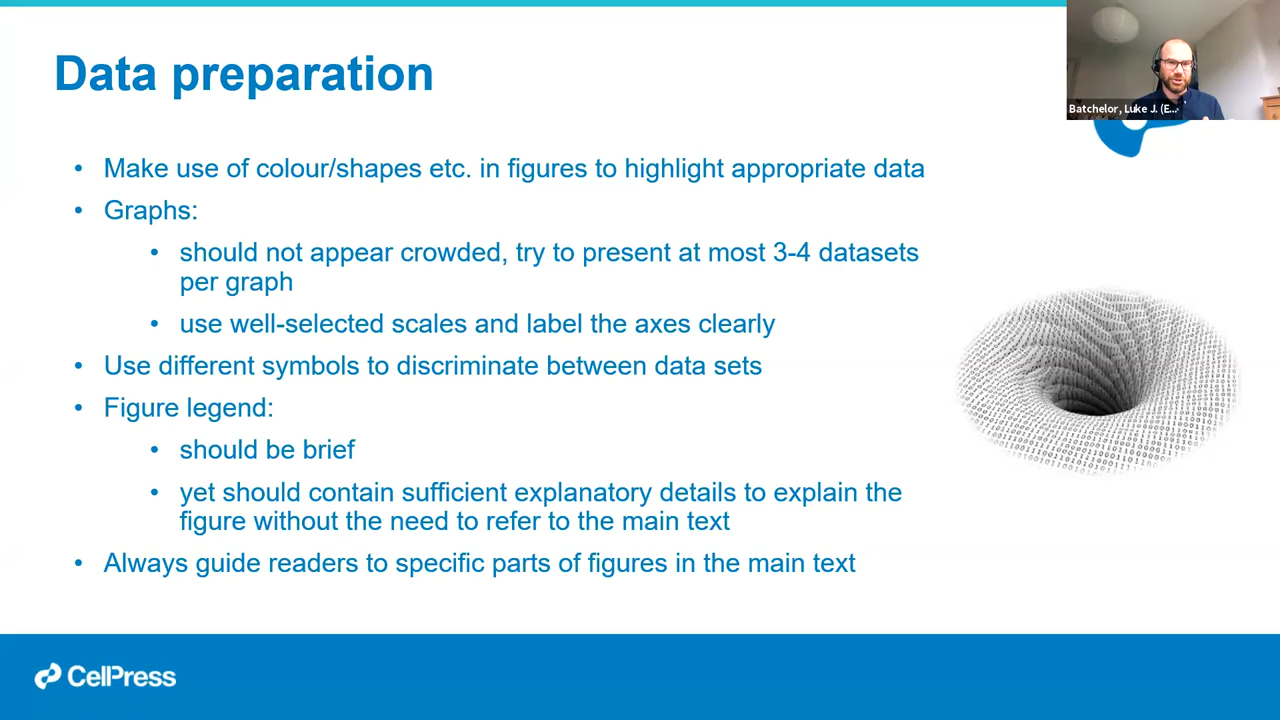 Data preparation
Batchelor, Luke J. (E...
• Make use of colour/shapes etc. in figures to highlight appropriate data
• Graphs:
• should not appear crowded, try to present at most 3-4 datasets
per graph
• use well-selected scales and label the axes clearly
• Use different symbols to discriminate between data sets
• Figure legend:
• should be brief
• yet should contain sufficient explanatory details to explain the
figure without the need to refer to the main text
• Always guide readers to specific parts of figures in the main text
CellPress